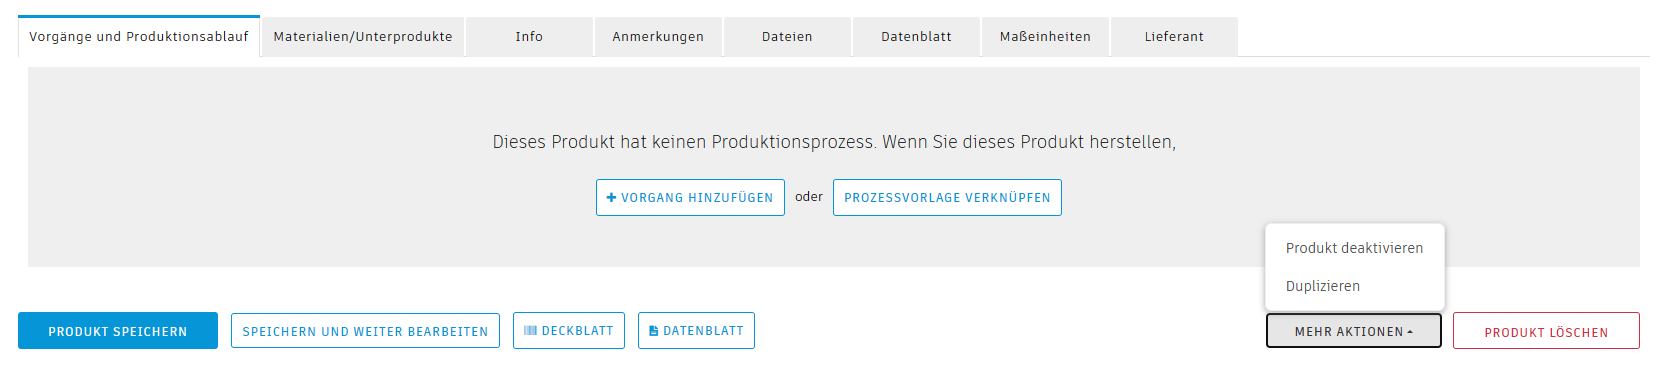 Vorgänge und Produktionsablauf Materialien/Unterprodukte Info Anmerkungen Dateien Datenblatt Maßeinheiten Lieferant
Dieses Produkt hat keinen Produktionsprozess. Wenn Sie dieses Produkt herstellen,
+ VORGANG HINZUFÜGEN oder PROZESSVORLAGE VERKNÜPFEN
Produkt deaktivieren
Duplizieren
PRODUKT SPEICHERN SPEICHERN UND WEITER BEARBEITEN DECKBLATT DATENBLATT MEHR AKTIONEN PRODUKT LÖSCHEN